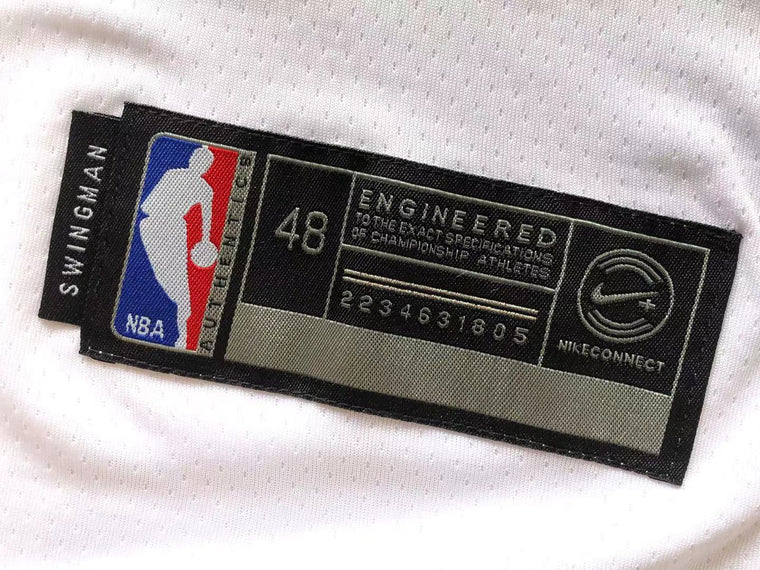 SWINGMAN
NBA
AUTHENTICS
48
ENGINEERED
TO THE EXACT SPECIFICATIONS
OF CHAMPIONSHIP ATHLETES
2234631805
NIKECONNECT